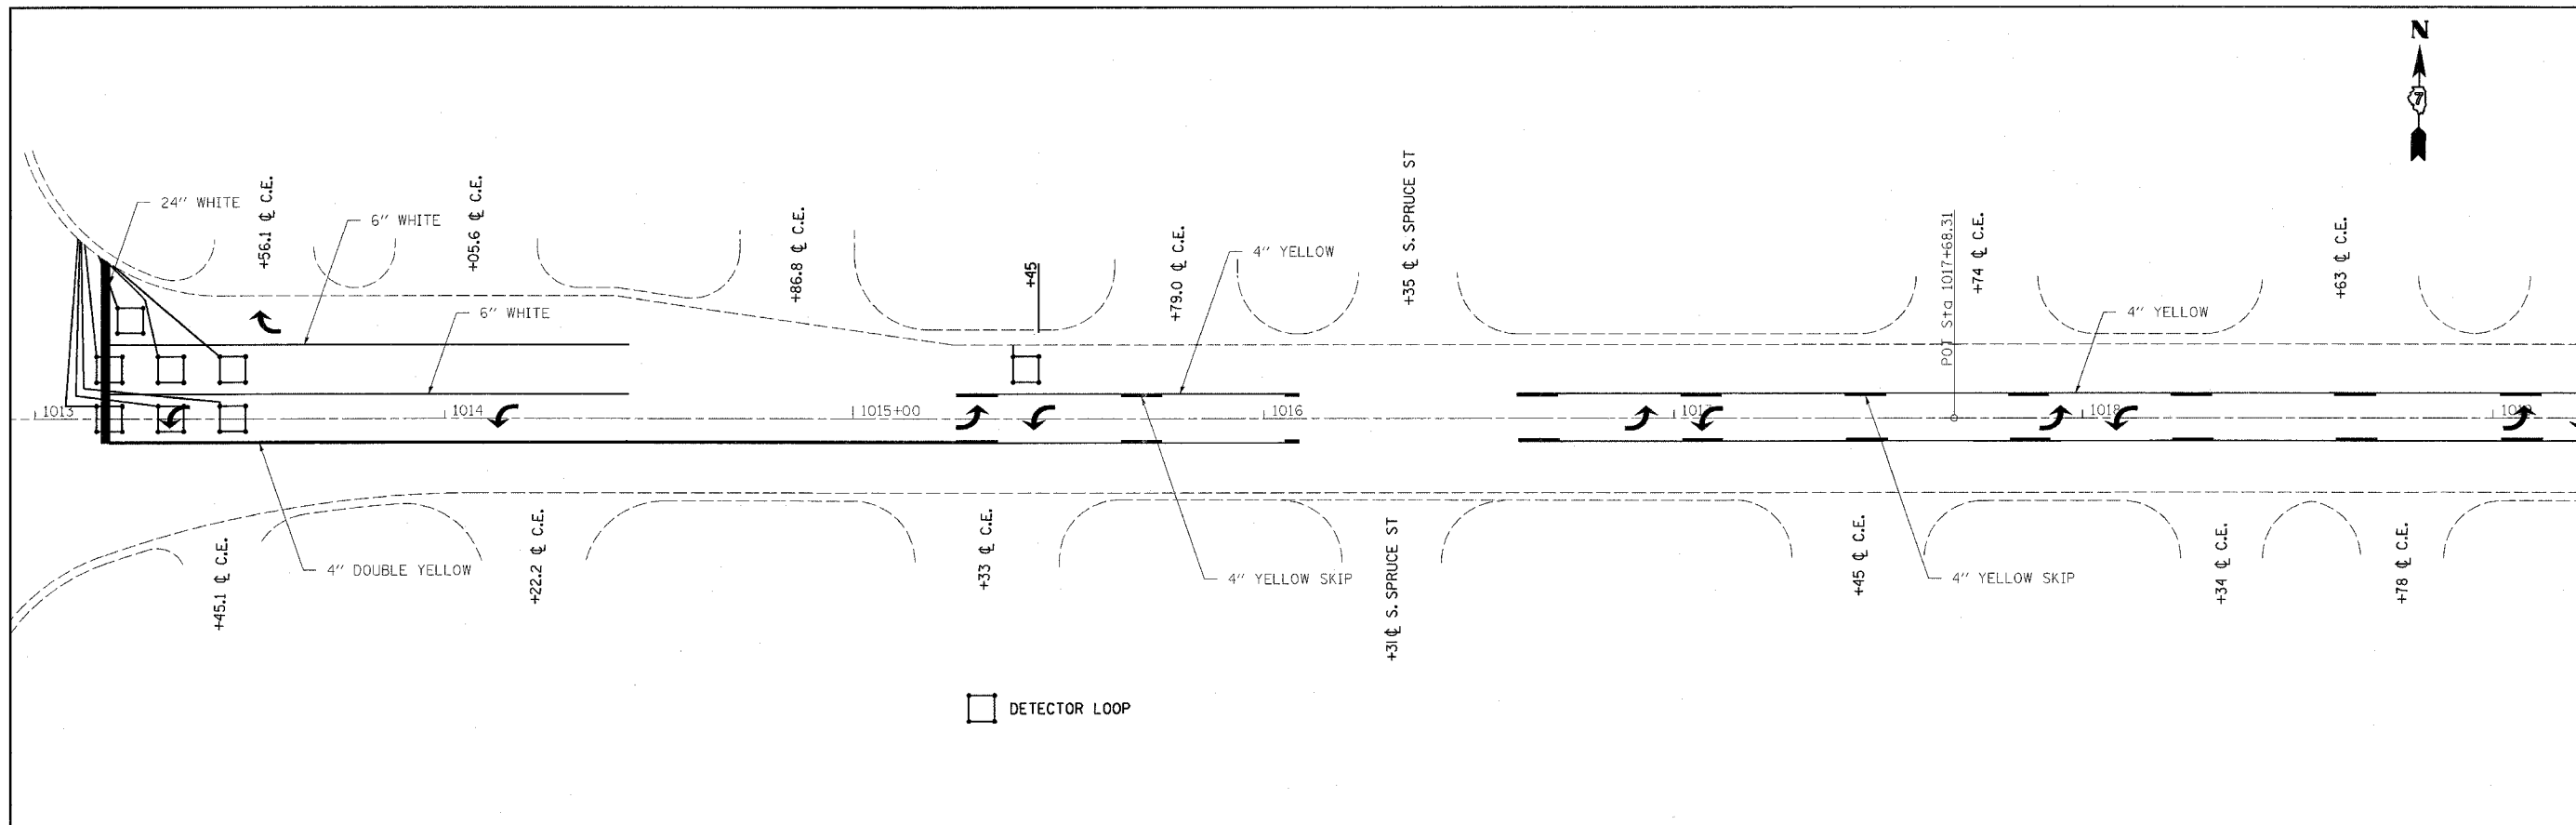 N
7
24" WHITE
+56.1 ℄ C.E.
6" WHITE
+05.6 ℄ C.E.
+86.8 ℄ C.E.
+45
+79.0 ℄ C.E.
4" YELLOW
+35 ℄ S. SPRUCE ST
POT Sta 1017+68.31
+74 ℄ C.E.
+63 ℄ C.E.
6" WHITE
4" YELLOW
1013
1014
1015+00
1016
1017
1018
1019
+45.1 ℄ C.E.
4" DOUBLE YELLOW
+22.2 ℄ C.E.
+33 ℄ C.E.
4" YELLOW SKIP
+31 ℄ S. SPRUCE ST
+45 ℄ C.E.
4" YELLOW SKIP
+34 ℄ C.E.
+78 ℄ C.E.
DETECTOR LOOP